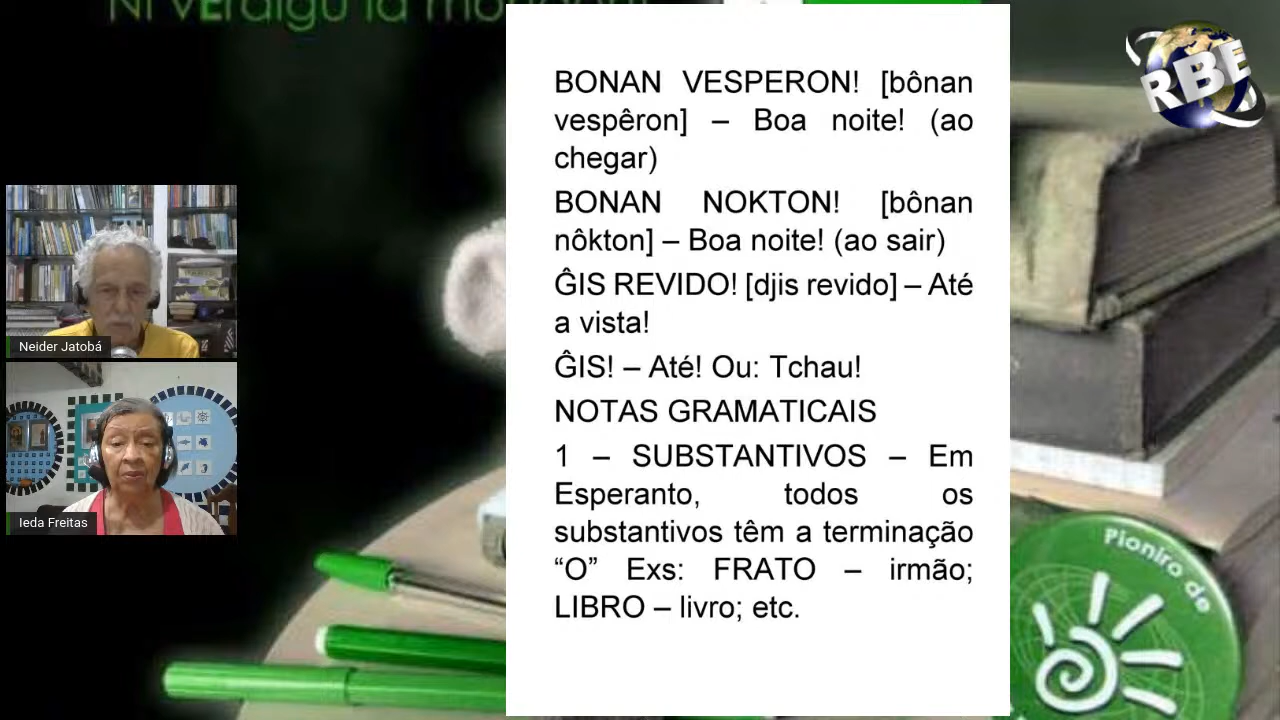 BONAN VESPERON! [bônan
vespêron] – Boa noite! (ao
chegar)
BONAN NOKTON! [bônan
nôkton] – Boa noite! (ao sair)
ĜIS REVIDO! [djis revido] – Até
a vista!
ĜIS! – Até! Ou: Tchau!
NOTAS GRAMATICAIS
1 – SUBSTANTIVOS – Em
Esperanto, todos os
substantivos têm a terminação
“O” Exs: FRATO – irmão;
LIBRO – livro; etc.
RBE
Neider Jatobá
Ieda Freitas
Pioniro de